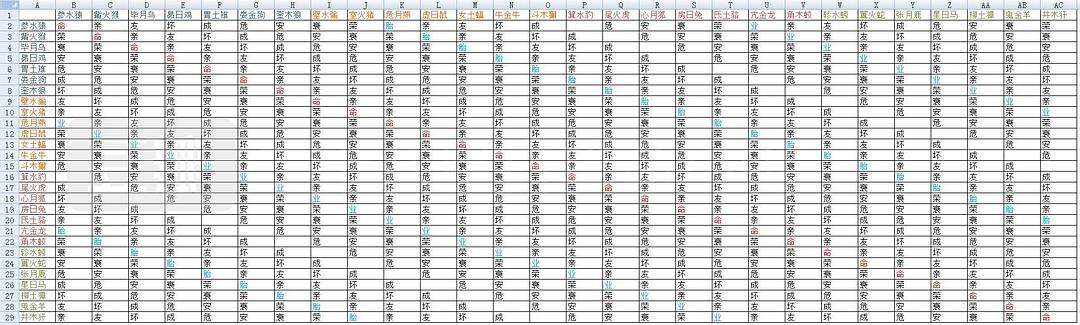 A B C D E F G H I J K L M N O P Q R S T U V W X Y Z AA AB AC
1 参水猿 觜火猴 毕月乌 昴日鸡 胃土雉 娄金狗 奎木狼 壁水貐 室火猪 危月燕 虚日鼠 女土蝠 牛金牛 斗木獬 箕水豹 尾火虎 心月狐 房日兔 氐土貉 亢金龙 角木蛟 轸水蚓 翼火蛇 张月鹿 星日马 柳土獐 鬼金羊 井木犴
2 参水猿 命 亲 友 坏 成 危 安 衰 荣 胎 亲 友 坏 成 危 安 衰 荣 业 亲 友 坏 成 危 安 衰 荣
3 觜火猴 荣 命 亲 友 坏 成 危 安 衰 荣 胎 亲 友 坏 成 危 安 衰 荣 业 亲 友 坏 成 危 安 衰
4 毕月乌 衰 荣 命 亲 友 坏 成 危 安 衰 荣 胎 亲 友 坏 成 危 安 衰 荣 业 亲 友 坏 成 危 安
5 昴日鸡 安 衰 荣 命 亲 友 坏 成 危 安 衰 荣 胎 亲 友 坏 成 危 安 衰 荣 业 亲 友 坏 成 危
6 胃土雉 危 安 衰 荣 命 亲 友 坏 成 危 安 衰 荣 胎 亲 友 坏 成 危 安 衰 荣 业 亲 友 坏 成
7 娄金狗 成 危 安 衰 荣 命 亲 友 坏 成 危 安 衰 荣 胎 亲 友 坏 成 危 安 衰 荣 业 亲 友 坏
8 奎木狼 坏 成 危 安 衰 荣 命 亲 友 坏 成 危 安 衰 荣 胎 亲 友 坏 成 危 安 衰 荣 业 亲 友
9 壁水貐 友 坏 成 危 安 衰 荣 命 亲 友 坏 成 危 安 衰 荣 胎 亲 友 坏 成 危 安 衰 荣 业 亲
10 室火猪 亲 友 坏 成 危 安 衰 荣 命 亲 友 坏 成 危 安 衰 荣 胎 亲 友 坏 成 危 安 衰 荣 业
11 危月燕 业 亲 友 坏 成 危 安 衰 荣 命 亲 友 坏 成 危 安 衰 荣 胎 亲 友 坏 成 危 安 衰 荣
12 虚日鼠 荣 业 亲 友 坏 成 危 安 衰 荣 命 亲 友 坏 成 危 安 衰 荣 胎 亲 友 坏 成 危 安 衰
13 女土蝠 衰 荣 业 亲 友 坏 成 危 安 衰 荣 命 亲 友 坏 成 危 安 衰 荣 胎 亲 友 坏 成 危 安
14 牛金牛 安 衰 荣 业 亲 友 坏 成 危 安 衰 荣 命 亲 友 坏 成 危 安 衰 荣 胎 亲 友 坏 成 危
15 斗木獬 危 安 衰 荣 业 亲 友 坏 成 危 安 衰 荣 命 亲 友 坏 成 危 安 衰 荣 胎 亲 友 坏 成
16 箕水豹 危 安 衰 荣 业 亲 友 坏 成 危 安 衰 荣 命 亲 友 坏 成 危 安 衰 荣 胎 亲 友 坏 成
17 尾火虎 成 危 安 衰 荣 业 亲 友 坏 成 危 安 衰 荣 命 亲 友 坏 成 危 安 衰 荣 胎 亲 友 坏
18 心月狐 坏 成 危 安 衰 荣 业 亲 友 坏 成 危 安 衰 荣 命 亲 友 坏 成 危 安 衰 荣 胎 亲 友
19 房日兔 友 坏 成 危 安 衰 荣 业 亲 友 坏 成 危 安 衰 荣 命 亲 友 坏 成 危 安 衰 荣 胎 亲
20 氐土貉 亲 友 坏 成 危 安 衰 荣 业 亲 友 坏 成 危 安 衰 荣 命 亲 友 坏 成 危 安 衰 荣 胎
21 亢金龙 胎 亲 友 坏 成 危 安 衰 荣 业 亲 友 坏 成 危 安 衰 荣 命 亲 友 坏 成 危 安 衰 荣
22 角木蛟 荣 胎 亲 友 坏 成 危 安 衰 荣 业 亲 友 坏 成 危 安 衰 荣 命 亲 友 坏 成 危 安 衰
23 轸水蚓 衰 荣 胎 亲 友 坏 成 危 安 衰 荣 业 亲 友 坏 成 危 安 衰 荣 命 亲 友 坏 成 危 安
24 翼火蛇 安 衰 荣 胎 亲 友 坏 成 危 安 衰 荣 业 亲 友 坏 成 危 安 衰 荣 命 亲 友 坏 成 危
25 张月鹿 危 安 衰 荣 胎 亲 友 坏 成 危 安 衰 荣 业 亲 友 坏 成 危 安 衰 荣 命 亲 友 坏 成
26 星日马 成 危 安 衰 荣 胎 亲 友 坏 成 危 安 衰 荣 业 亲 友 坏 成 危 安 衰 荣 命 亲 友 坏
27 柳土獐 坏 成 危 安 衰 荣 胎 亲 友 坏 成 危 安 衰 荣 业 亲 友 坏 成 危 安 衰 荣 命 亲 友
28 鬼金羊 友 坏 成 危 安 衰 荣 胎 亲 友 坏 成 危 安 衰 荣 业 亲 友 坏 成 危 安 衰 荣 命 亲
29 井木犴 亲 友 坏 成 危 安 衰 荣 胎 亲 友 坏 成 危 安 衰 荣 业 亲 友 坏 成 危 安 衰 荣 命